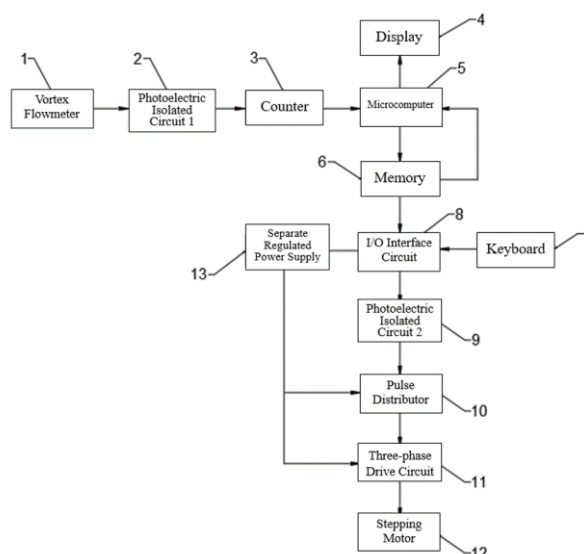 4
Display
1
2
3
5
Vortex
Flowmeter
Photoelectric
Isolated
Circuit 1
Counter
Microcomputer
6
Memory
8
Separate
Regulated
Power Supply
I/O Interface
Circuit
Keyboard
13
Photoelectric
Isolated
Circuit 2
9
Pulse
Distributor
10
Three-phase
Drive Circuit
11
Stepping
Motor
12